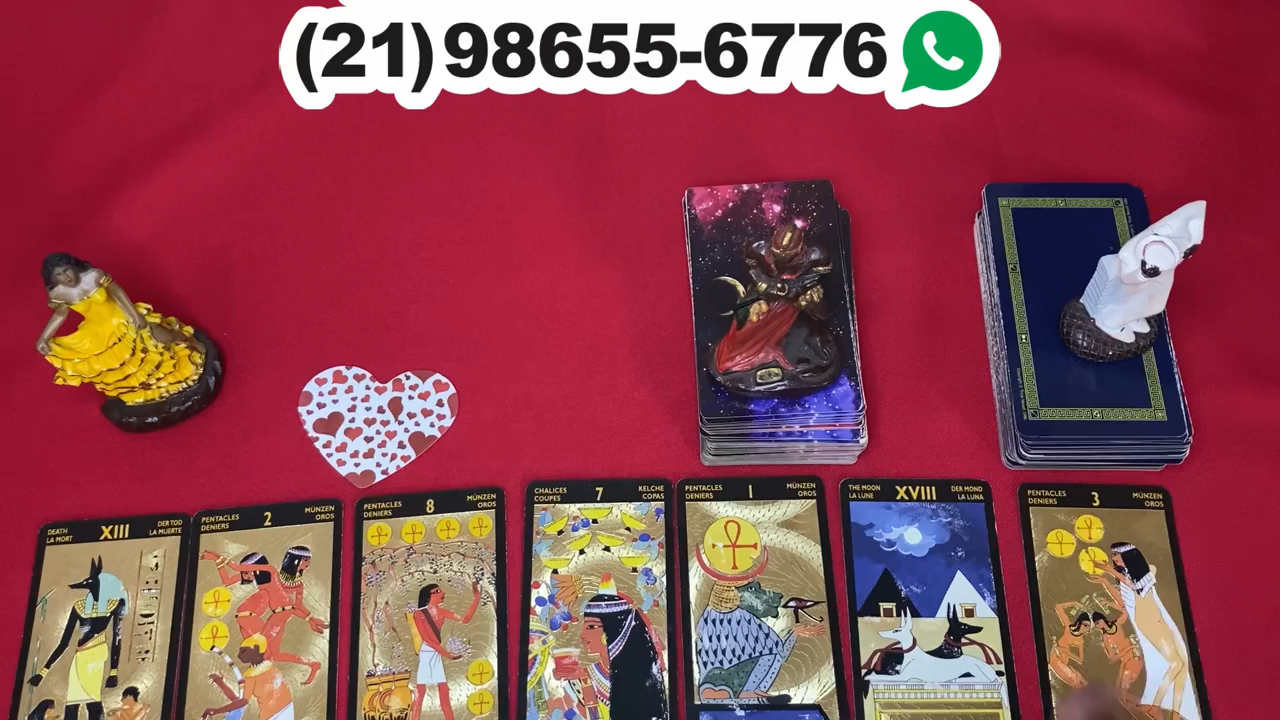 (21)98655-6776
DEATH
LA MORT
XIII
DER TOD
LA MUERTE
PENTACLES
DENIERS
2
MÜNZEN
OROS
PENTACLES
DENIERS
8
MÜNZEN
OROS
CHALICES
COUPES
7
KELCHE
COPAS
PENTACLES
DENIERS
I
MÜNZEN
OROS
THE MOON
LA LUNE
XVIII
DER MOND
LA LUNA
PENTACLES
DENIERS
3
MÜNZEN
OROS